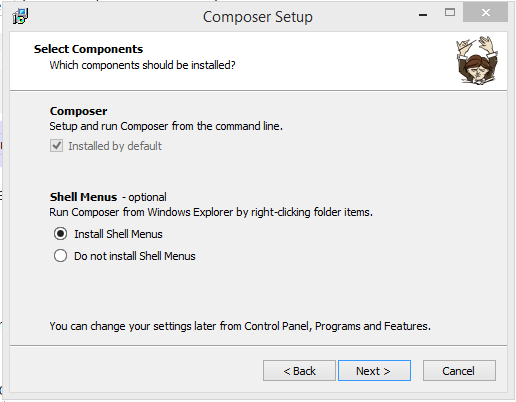 Composer Setup
Select Components
Which components should be installed?
Composer
Setup and run Composer from the command line.
Installed by default
Shell Menus - optional
Run Composer from Windows Explorer by right-clicking folder items.
Install Shell Menus
Do not install Shell Menus
You can change your settings later from Control Panel, Programs and Features.
< Back
Next >
Cancel